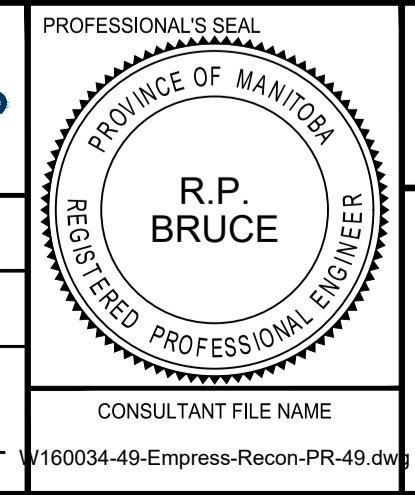 PROFESSIONAL'S SEAL
PROVINCE OF MANITOBA
R.P.
BRUCE
REGISTERED PROFESSIONAL ENGINEER
CONSULTANT FILE NAME
W160034-49-Empress-Recon-PR-49.dwg